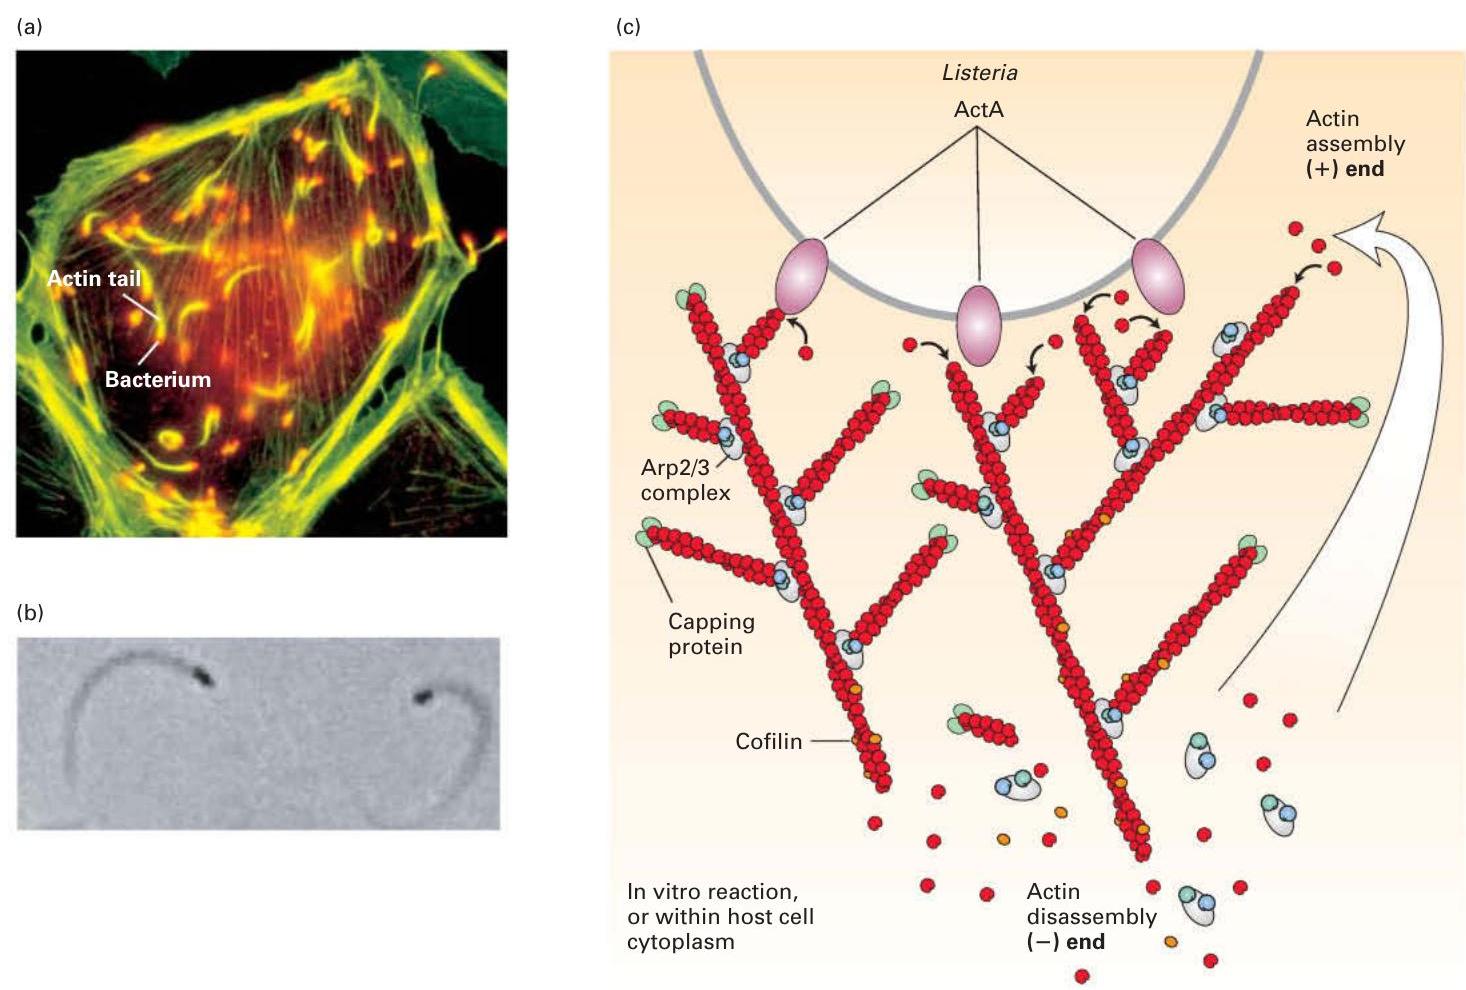 (a)
Actin tail
Bacterium
(b)
(c)
Listeria
ActA
Actin
assembly
(+) end
Arp2/3
complex
Capping
protein
Cofilin
In vitro reaction,
or within host cell
cytoplasm
Actin
disassembly
(−) end